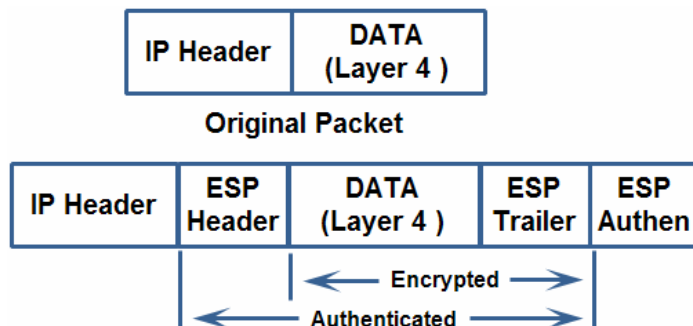 IP Header
DATA
(Layer 4 )
Original Packet
IP Header
ESP
Header
DATA
(Layer 4 )
ESP
Trailer
ESP
Authen
Encrypted
Authenticated